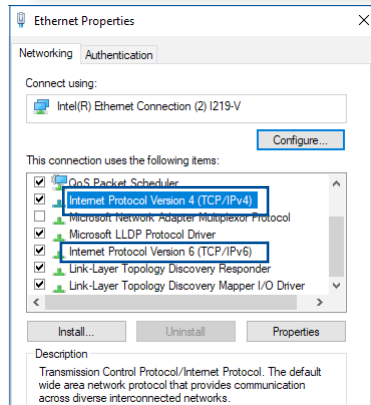 Ethernet Properties
Networking
Authentication
Connect using:
Intel(R) Ethernet Connection (2) I219-V
Configure...
This connection uses the following items:
QoS Packet Scheduler
Internet Protocol Version 4 (TCP/IPv4)
Microsoft Network Adapter Multiplexor Protocol
Microsoft LLDP Protocol Driver
Internet Protocol Version 6 (TCP/IPv6)
Link-Layer Topology Discovery Responder
Link-Layer Topology Discovery Mapper I/O Driver
Install...
Uninstall
Properties
Description
Transmission Control Protocol/Internet Protocol. The default
wide area network protocol that provides communication
across diverse interconnected networks.